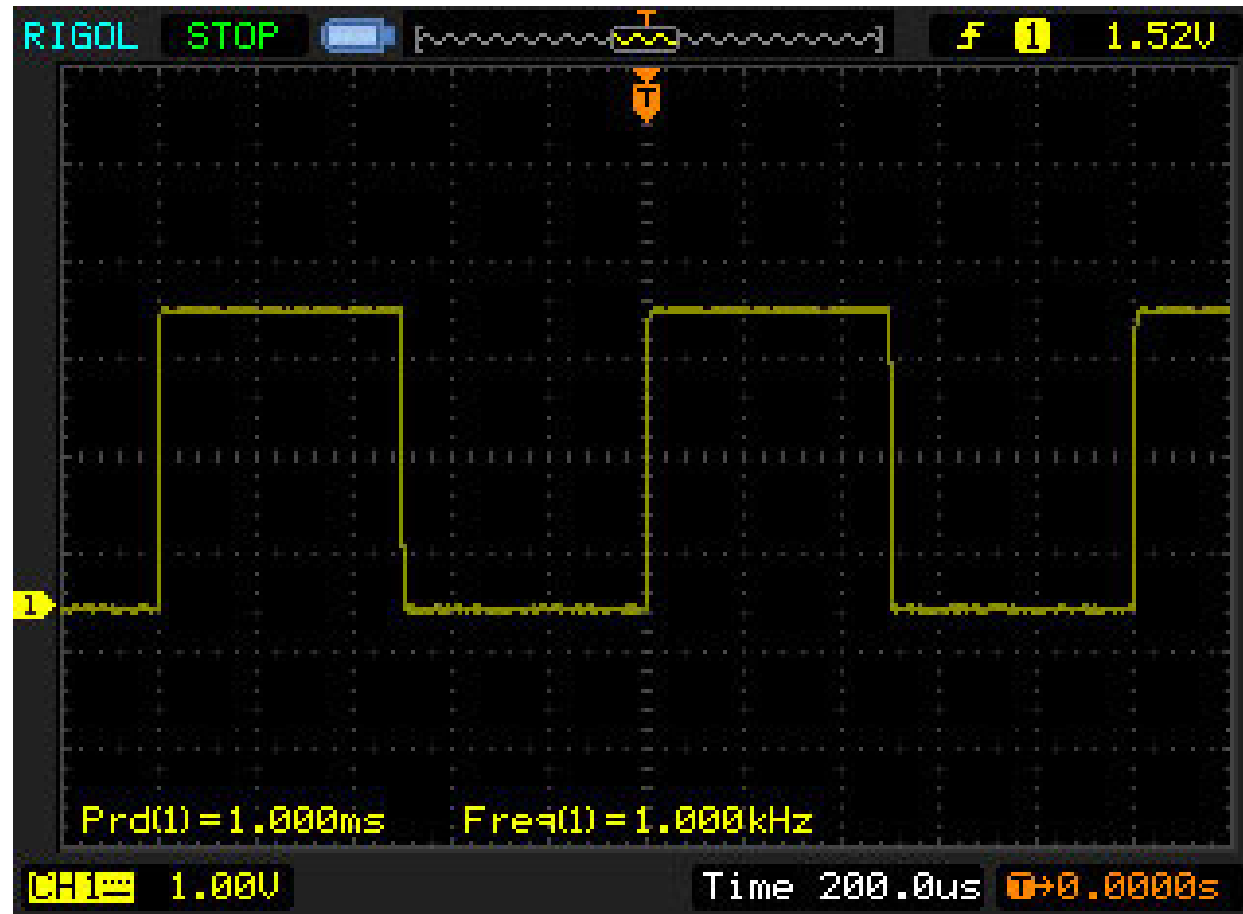 RIGOL STOP T ƒ 1 1.52V
T
1
Prd(1)=1.000ms Freq(1)=1.000kHz
CH1 1.00V Time 200.0us T→0.0000s